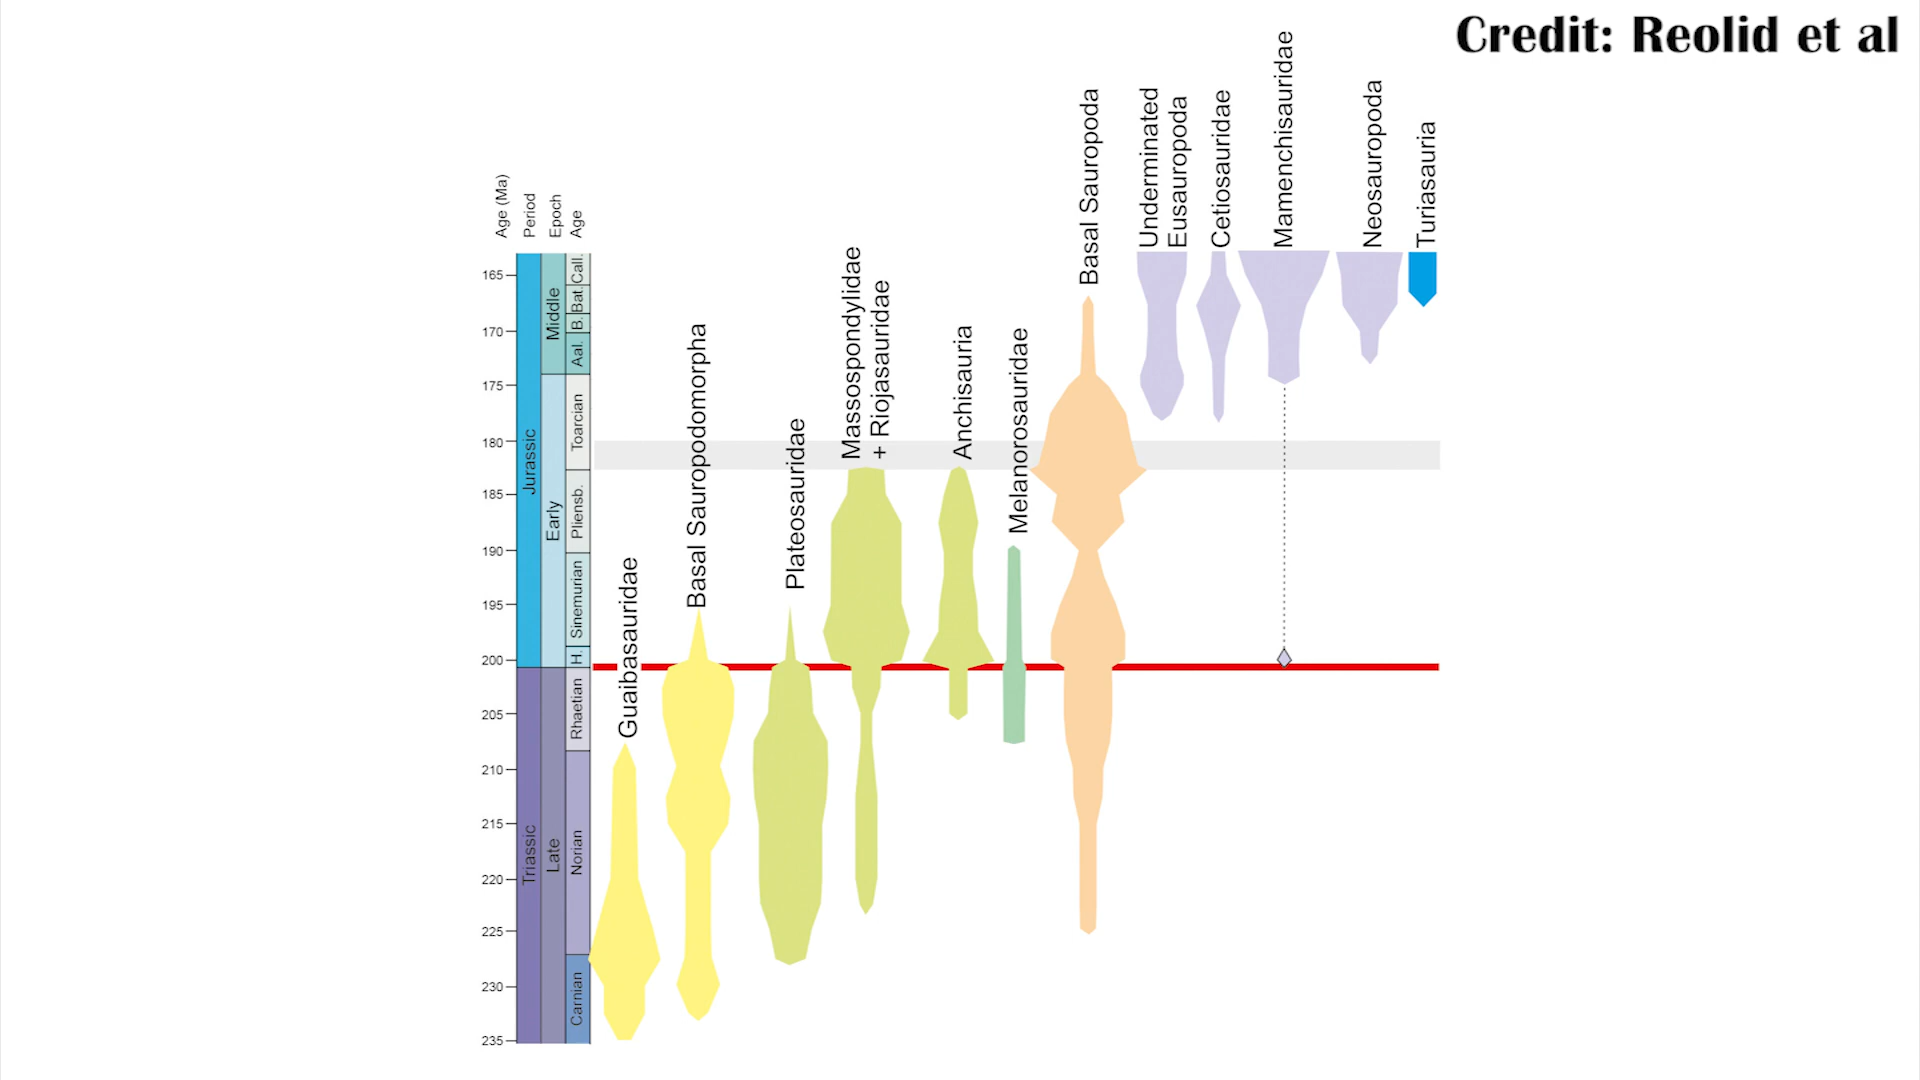 Credit: Reolid et al
Age (Ma)
Period
Epoch
Age
165
170
175
180
185
190
195
200
205
210
215
220
225
230
235
Jurassic
Triassic
Middle
Early
Late
Call.
Bat.
B.
Aal.
Toarcian
Pliensb.
Sinemurian
H.
Rhaetian
Norian
Carnian
Guaibasauridae
Basal Sauropodomorpha
Plateosauridae
Massospondylidae
+ Riojasauridae
Anchisauria
Melanorosauridae
Basal Sauropoda
Underminated
Eusauropoda
Cetiosauridae
Mamenchisauridae
Neosauropoda
Turiasauria